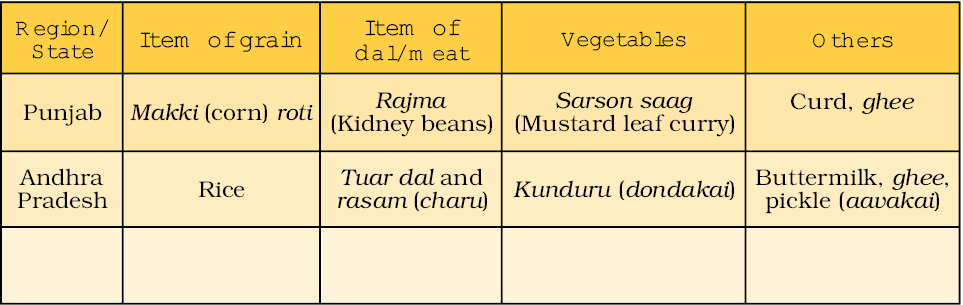 Region/
State
Item of grain
Item of
dal/meat
Vegetables
Others
Punjab
Makki (corn) roti
Rajma
(Kidney beans)
Sarson saag
(Mustard leaf curry)
Curd, ghee
Andhra
Pradesh
Rice
Tuar dal and
rasam (charu)
Kunduru (dondakai)
Buttermilk, ghee,
pickle (aavakai)